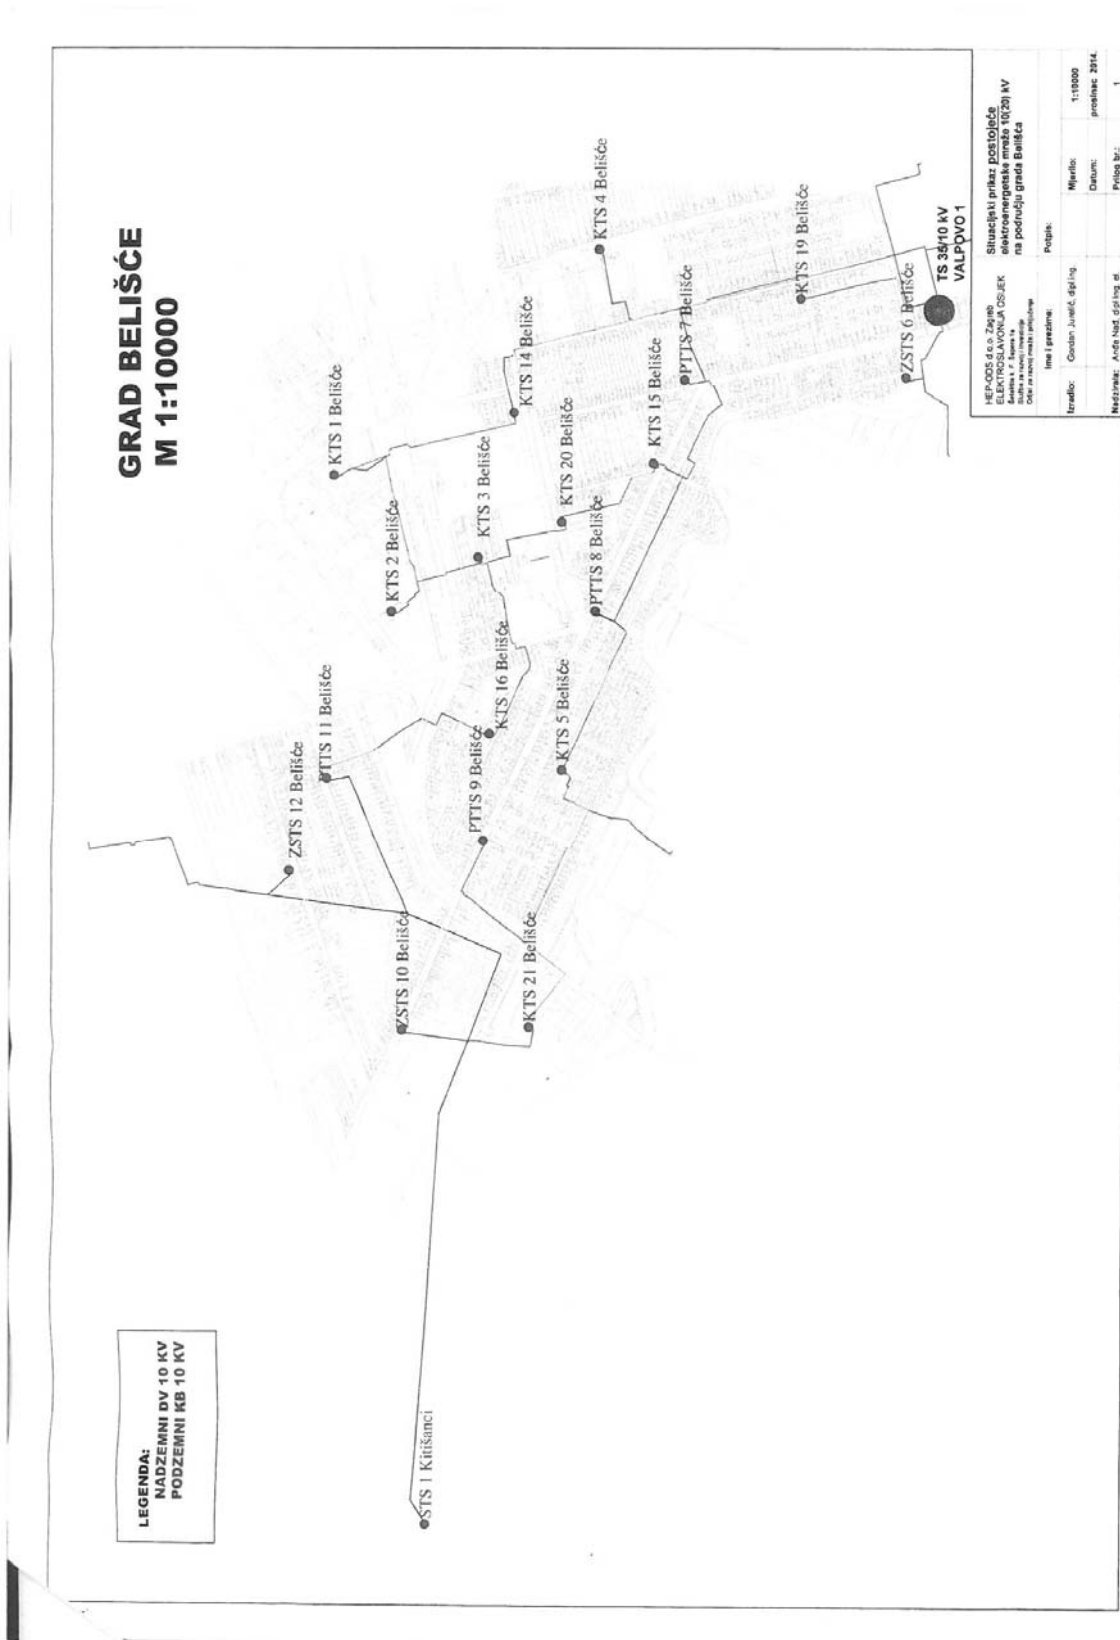 GRAD BELIŠĆE
M 1:10000
LEGENDA:
NADZEMNI DV 10 KV
PODZEMNI KB 10 KV
STS 1 Kitišanci
ZSTS 12 Belišće
PTTS 11 Belišće
ZSTS 10 Belišće
KTS 21 Belišće
PTTS 9 Belišće
KTS 16 Belišće
KTS 5 Belišće
KTS 2 Belišće
KTS 1 Belišće
KTS 3 Belišće
KTS 14 Belišće
KTS 20 Belišće
PTTS 8 Belišće
KTS 15 Belišće
PTTS 7 Belišće
KTS 4 Belišće
KTS 19 Belišće
ZSTS 6 Belišće
TS 35/10 kV
VALPOVO 1
HEP-ODS d.o.o. Zagreb
ELEKTROSLAVONIJA OSIJEK
Situacijski prikaz postojeće
elektroenergetske mreže 10(20) kV
na području grada Belišća
Ime i prezime:
Potpis:
Izradio:
Gordan Jurelić, dipl.ing.
Mjerilo:
1:10000
Datum:
prosinac 2014.
Nadzirala:
Prilog br.:
1